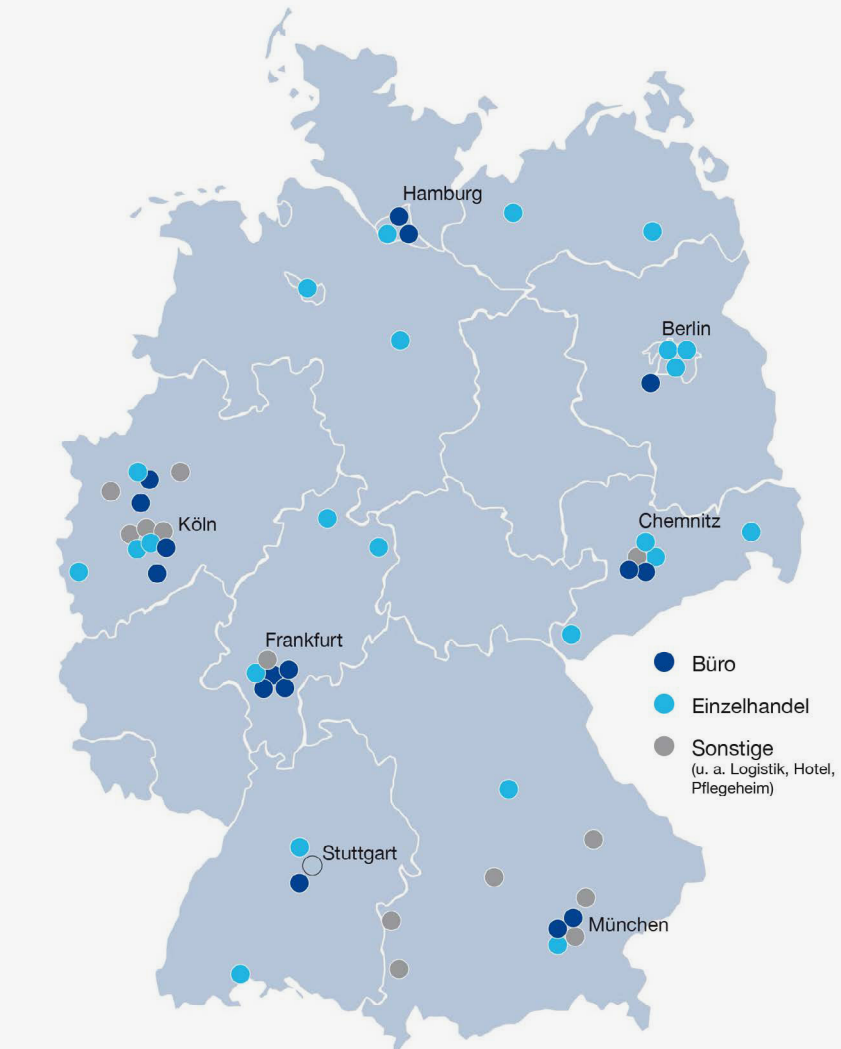 Hamburg
Berlin
Köln
Chemnitz
Frankfurt
Büro
Einzelhandel
Sonstige
(u. a. Logistik, Hotel,
Pflegeheim)
Stuttgart
München